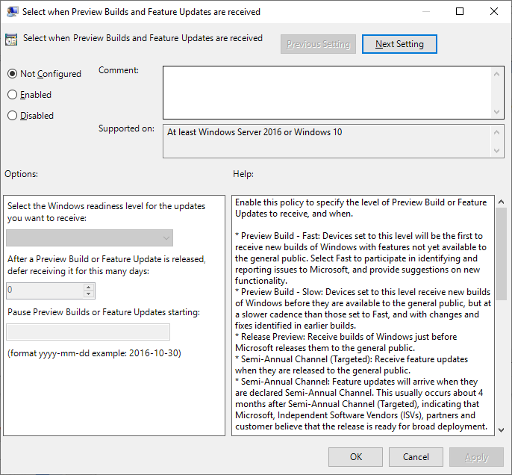 Select when Preview Builds and Feature Updates are received
Select when Preview Builds and Feature Updates are received
Previous Setting
Next Setting
Not Configured
Comment:
Enabled
Disabled
Supported on:
At least Windows Server 2016 or Windows 10
Options:
Help:
Select the Windows readiness level for the updates
you want to receive:
After a Preview Build or Feature Update is released,
defer receiving it for this many days:
0
Pause Preview Builds or Feature Updates starting:
(format yyyy-mm-dd example: 2016-10-30)
Enable this policy to specify the level of Preview Build or Feature
Updates to receive, and when.
* Preview Build - Fast: Devices set to this level will be the first to
receive new builds of Windows with features not yet available to
the general public. Select Fast to participate in identifying and
reporting issues to Microsoft, and provide suggestions on new
functionality.
* Preview Build - Slow: Devices set to this level receive new builds
of Windows before they are available to the general public, but at
a slower cadence than those set to Fast, and with changes and
fixes identified in earlier builds.
* Release Preview: Receive builds of Windows just before
Microsoft releases them to the general public.
* Semi-Annual Channel (Targeted): Receive feature updates
when they are released to the general public.
* Semi-Annual Channel: Feature updates will arrive when they
are declared Semi-Annual Channel. This usually occurs about 4
months after Semi-Annual Channel (Targeted), indicating that
Microsoft, Independent Software Vendors (ISVs), partners and
customer believe that the release is ready for broad deployment.
OK
Cancel
Apply